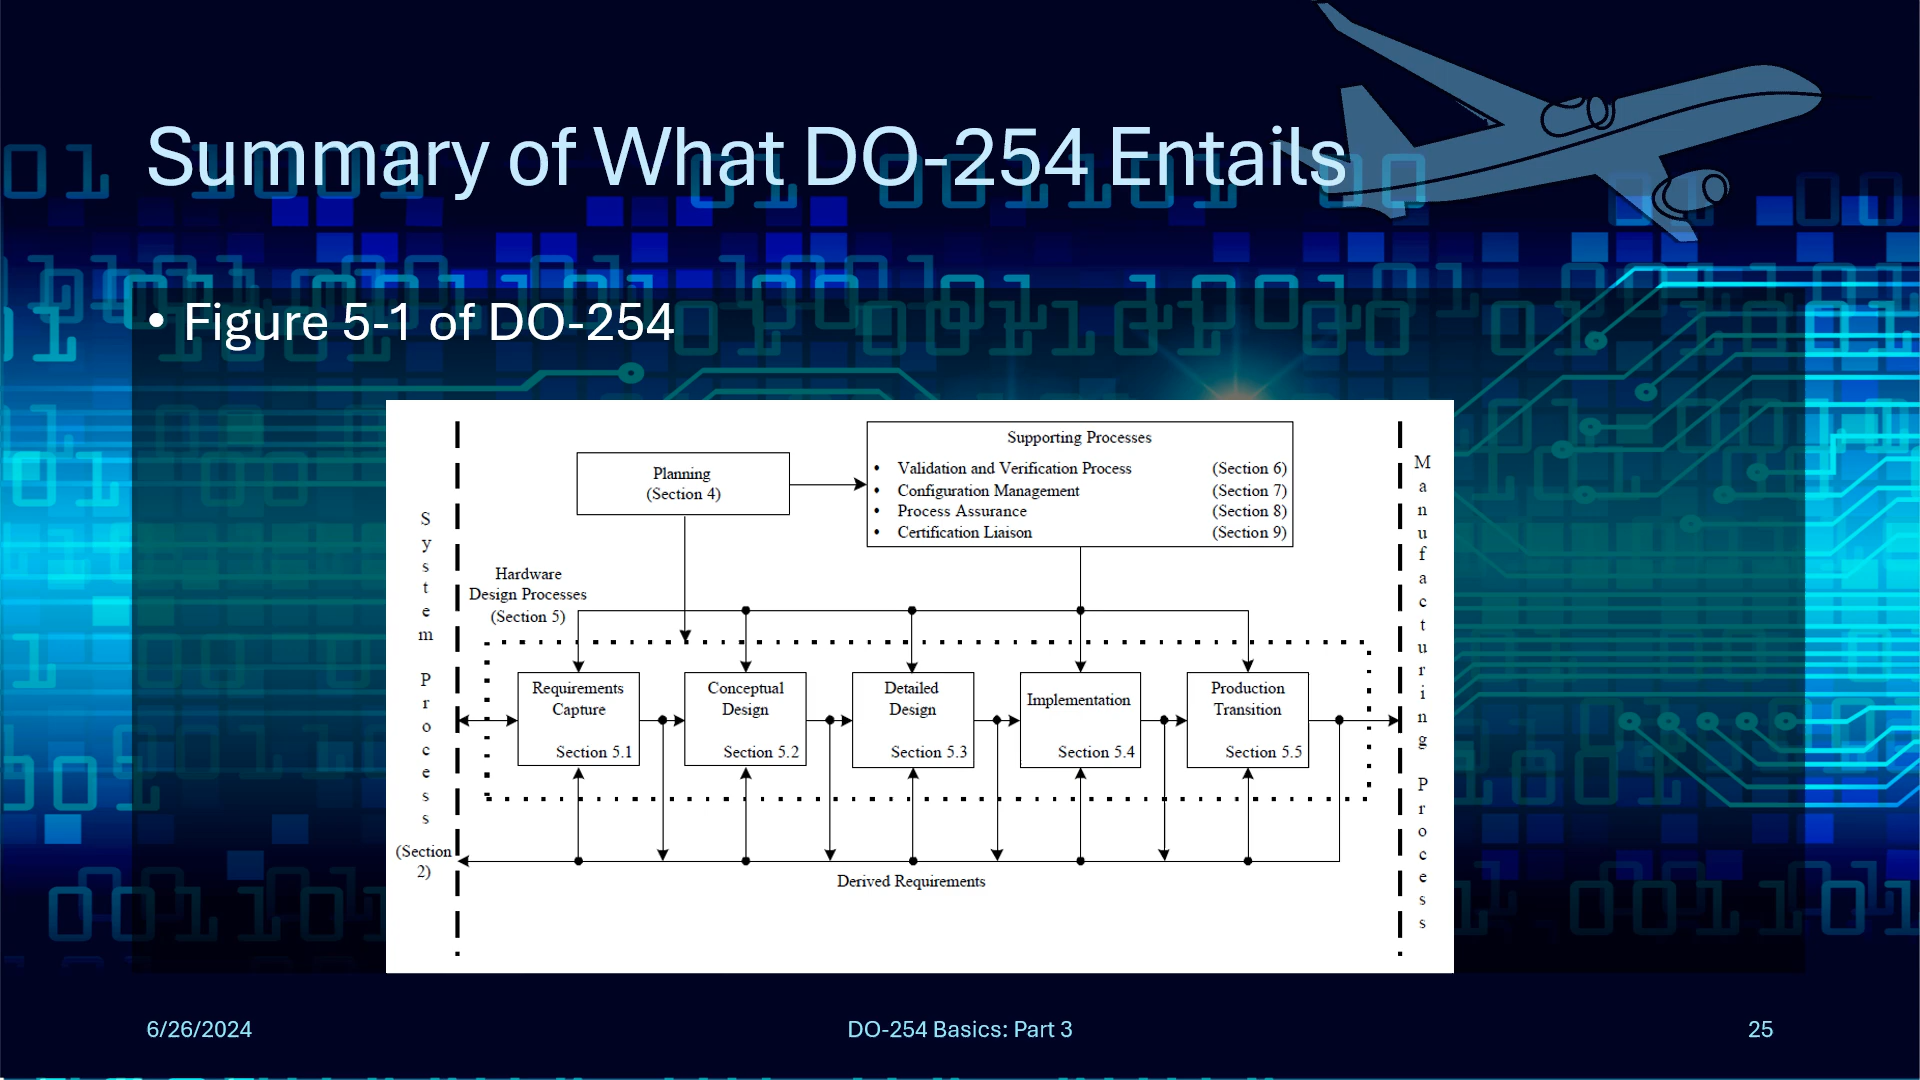 Summary of What DO-254 Entails
• Figure 5-1 of DO-254
Planning
(Section 4)
Supporting Processes
• Validation and Verification Process (Section 6)
• Configuration Management (Section 7)
• Process Assurance (Section 8)
• Certification Liaison (Section 9)
System Process
(Section
2)
Hardware
Design Processes
(Section 5)
Requirements
Capture
Section 5.1
Conceptual
Design
Section 5.2
Detailed
Design
Section 5.3
Implementation
Section 5.4
Production
Transition
Section 5.5
Manufacturing Process
Derived Requirements
6/26/2024
DO-254 Basics: Part 3
25